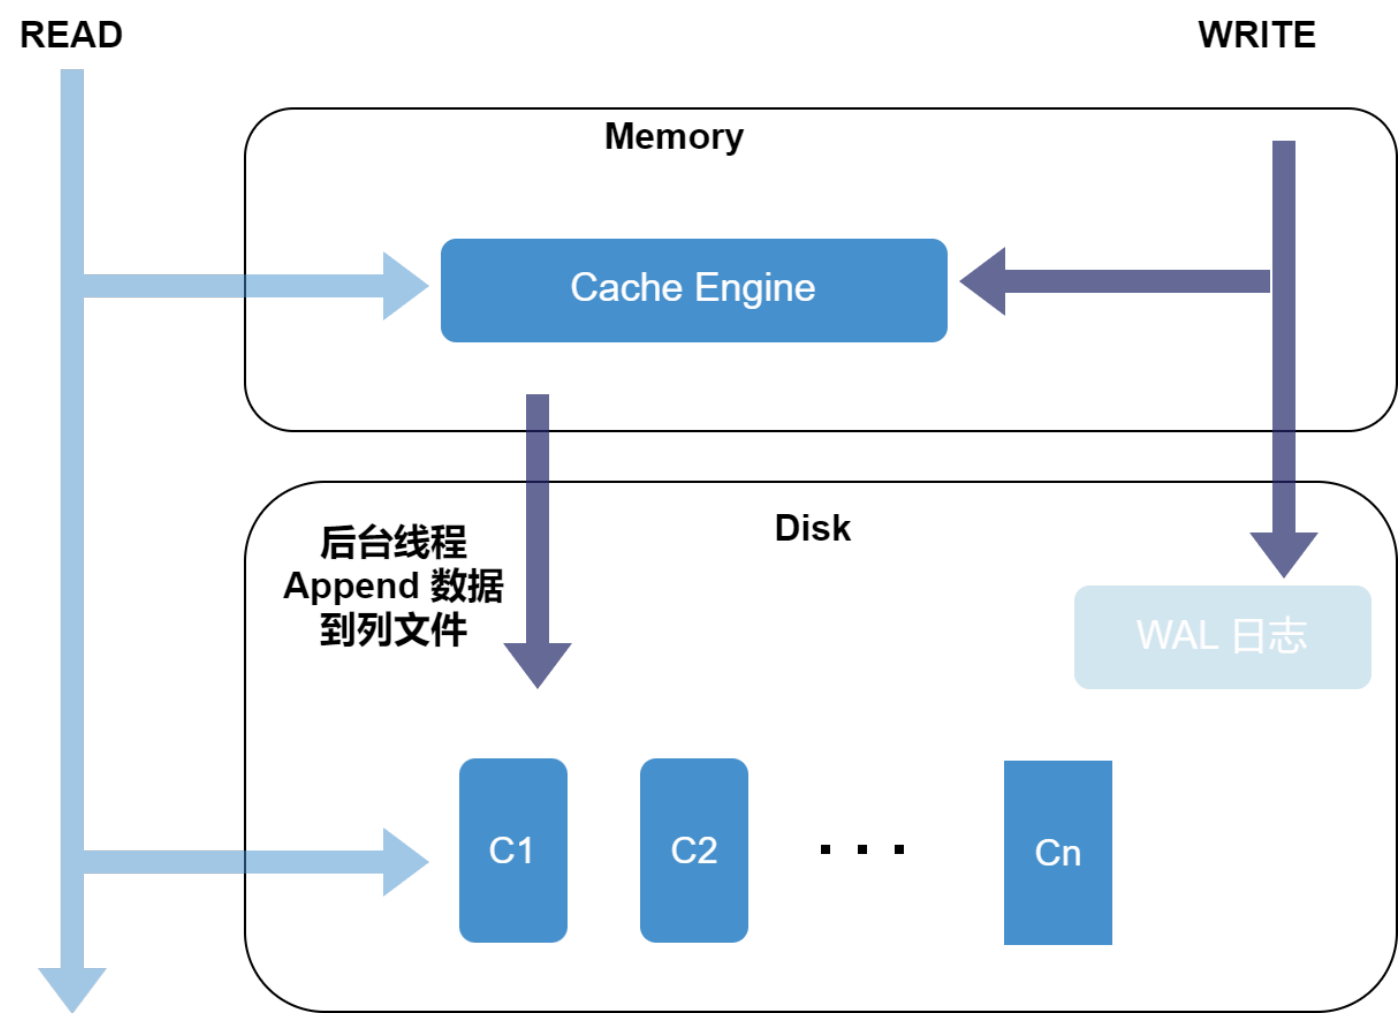 READ
WRITE
Memory
Cache Engine
Disk
后台线程
Append 数据
到列文件
WAL 日志
C1
C2
...
Cn